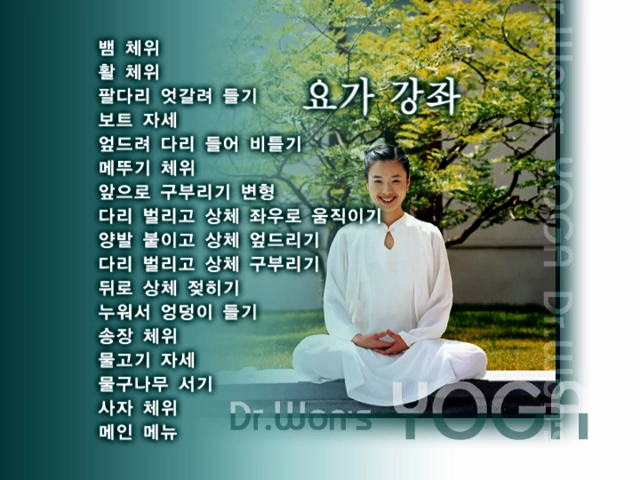 요가 강좌
뱀 체위
활 체위
팔다리 엇갈려 들기
보트 자세
엎드려 다리 들어 비틀기
메뚜기 체위
앞으로 구부리기 변형
다리 벌리고 상체 좌우로 움직이기
양발 붙이고 상체 엎드리기
다리 벌리고 상체 구부리기
뒤로 상체 젖히기
누워서 엉덩이 들기
송장 체위
물고기 자세
물구나무 서기
사자 체위
메인 메뉴
Dr.Won's YOGA
Dr.Won's YOGA Dr.Won's